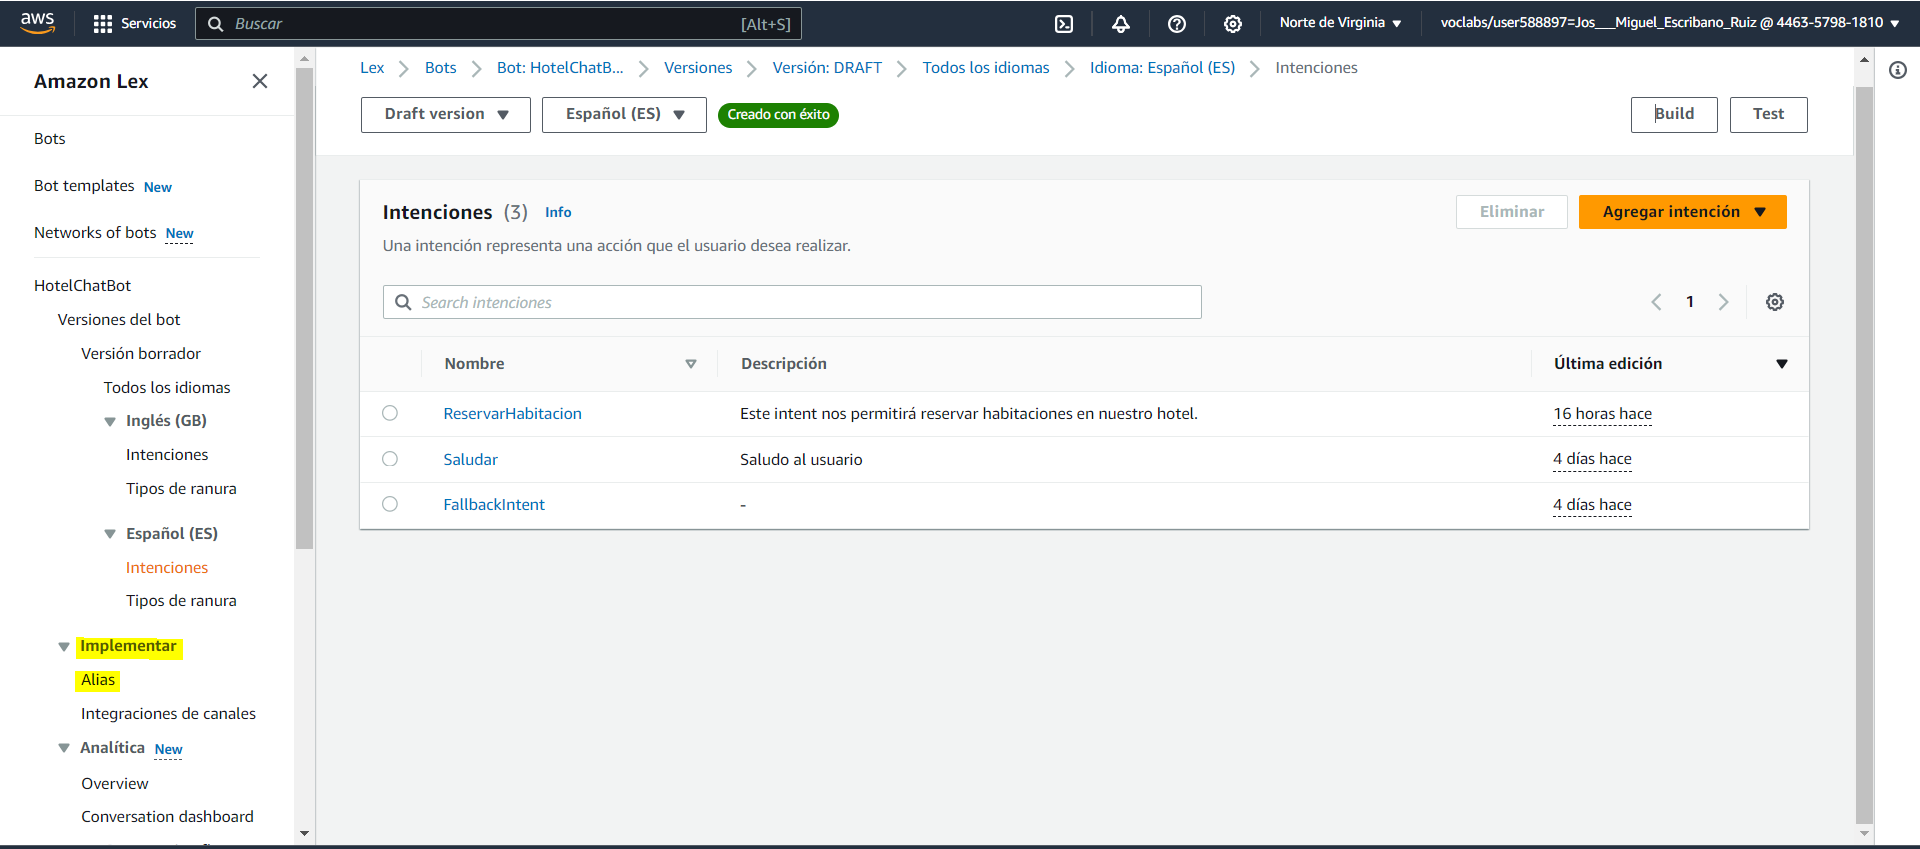 aws
Servicios
Buscar
[Alt+S]
Norte de Virginia
voclabs/user588897=Jos___Miguel_Escribano_Ruiz @ 4463-5798-1810
Amazon Lex
Bots
Bot templates New
Networks of bots New
HotelChatBot
Versiones del bot
Versión borrador
Todos los idiomas
Inglés (GB)
Intenciones
Tipos de ranura
Español (ES)
Intenciones
Tipos de ranura
Implementar
Alias
Integraciones de canales
Analítica New
Overview
Conversation dashboard
Lex
Bots
Bot: HotelChatB...
Versiones
Versión: DRAFT
Todos los idiomas
Idioma: Español (ES)
Intenciones
Draft version
Español (ES)
Creado con éxito
Build
Test
Intenciones (3) Info
Eliminar
Agregar intención
Una intención representa una acción que el usuario desea realizar.
Search intenciones
1
Nombre
Descripción
Última edición
ReservarHabitacion
Este intent nos permitirá reservar habitaciones en nuestro hotel.
16 horas hace
Saludar
Saludo al usuario
4 días hace
FallbackIntent
-
4 días hace